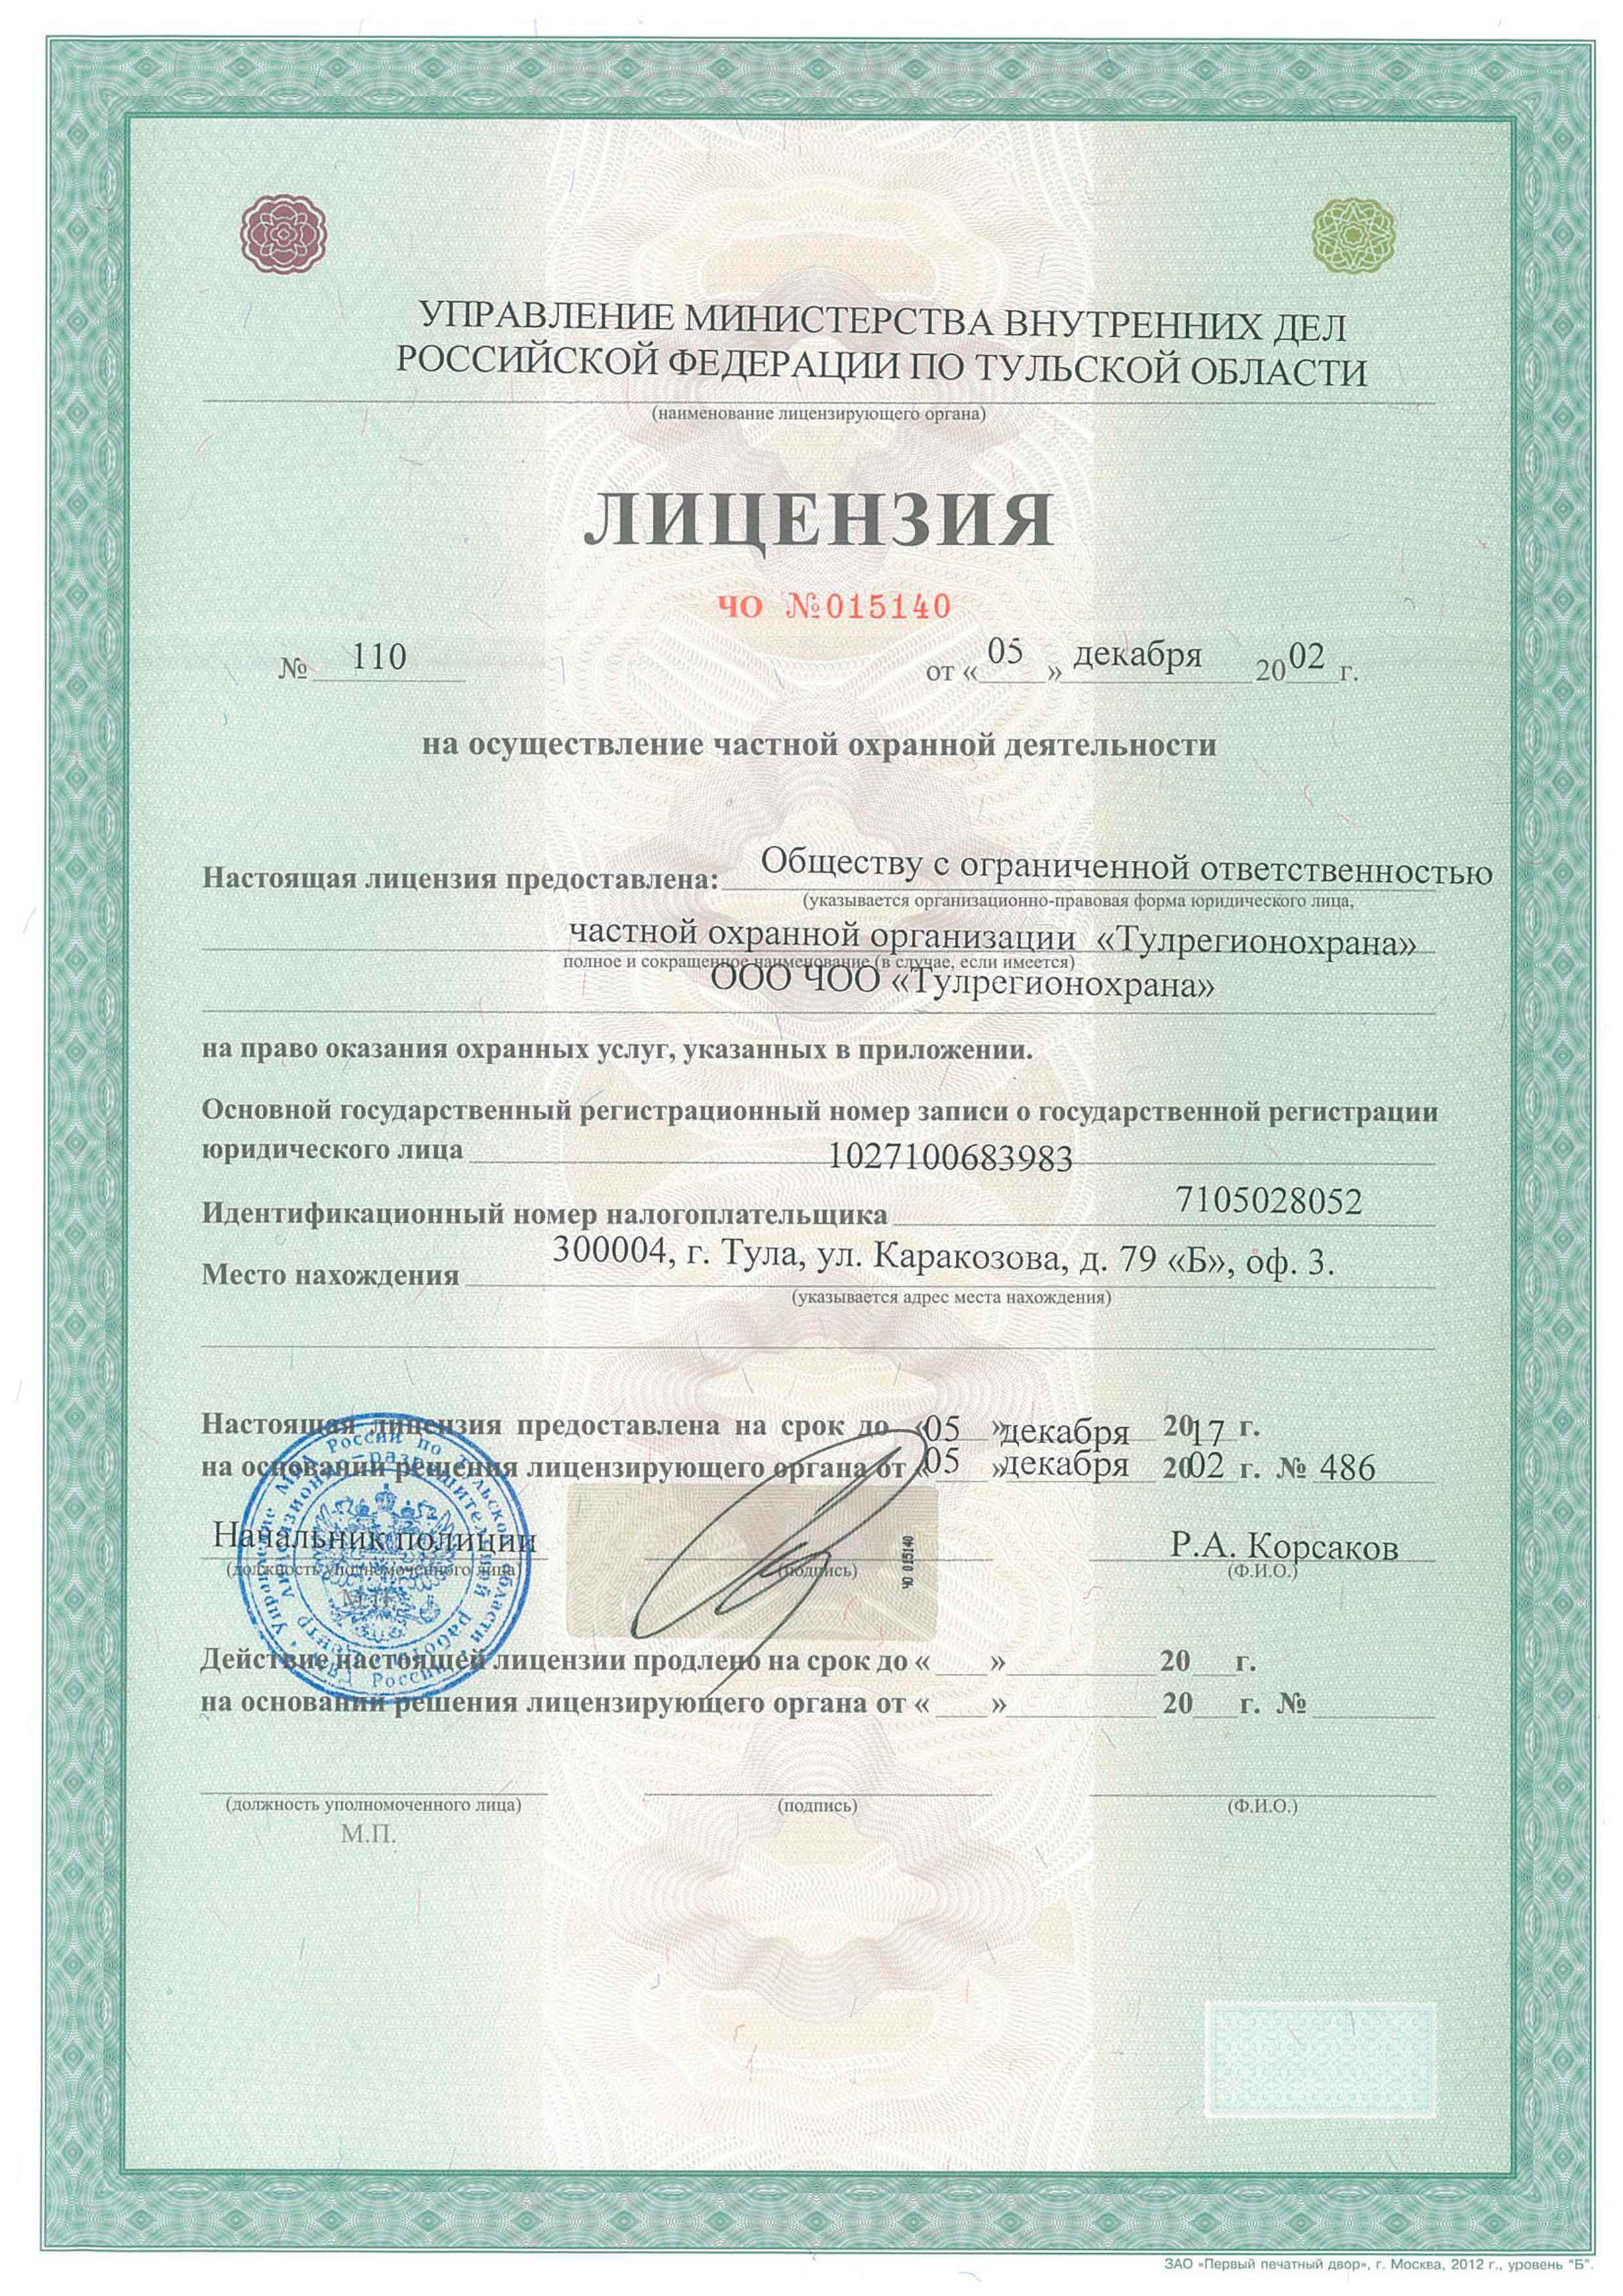 УПРАВЛЕНИЕ МИНИСТЕРСТВА ВНУТРЕННИХ ДЕЛ
РОССИЙСКОЙ ФЕДЕРАЦИИ ПО ТУЛЬСКОЙ ОБЛАСТИ
(наименование лицензирующего органа)
ЛИЦЕНЗИЯ
ЧО №015140
№ 110 от «05» декабря 2002 г.
на осуществление частной охранной деятельности
Настоящая лицензия предоставлена: Обществу с ограниченной ответственностью
(указывается организационно-правовая форма юридического лица,
частной охранной организации «Тулрегионохрана»
полное и сокращенное наименование (в случае, если имеется)
ООО ЧОО «Тулрегионохрана»
на право оказания охранных услуг, указанных в приложении.
Основной государственный регистрационный номер записи о государственной регистрации
юридического лица 1027100683983
Идентификационный номер налогоплательщика 7105028052
Место нахождения 300004, г. Тула, ул. Каракозова, д. 79 «Б», оф. 3.
(указывается адрес места нахождения)
Настоящая лицензия предоставлена на срок до «05» декабря 2017 г.
на основании решения лицензирующего органа от «05» декабря 2002 г. № 486
Начальник полиции Р.А. Корсаков
(должность уполномоченного лица) (подпись) (Ф.И.О.)
М.П.
ЧО 015140
Действие настоящей лицензии продлено на срок до «___» 20___ г.
на основании решения лицензирующего органа от «___» 20___ г. №
(должность уполномоченного лица) (подпись) (Ф.И.О.)
М.П.
ЗАО «Первый печатный двор», г. Москва, 2012 г., уровень "Б".